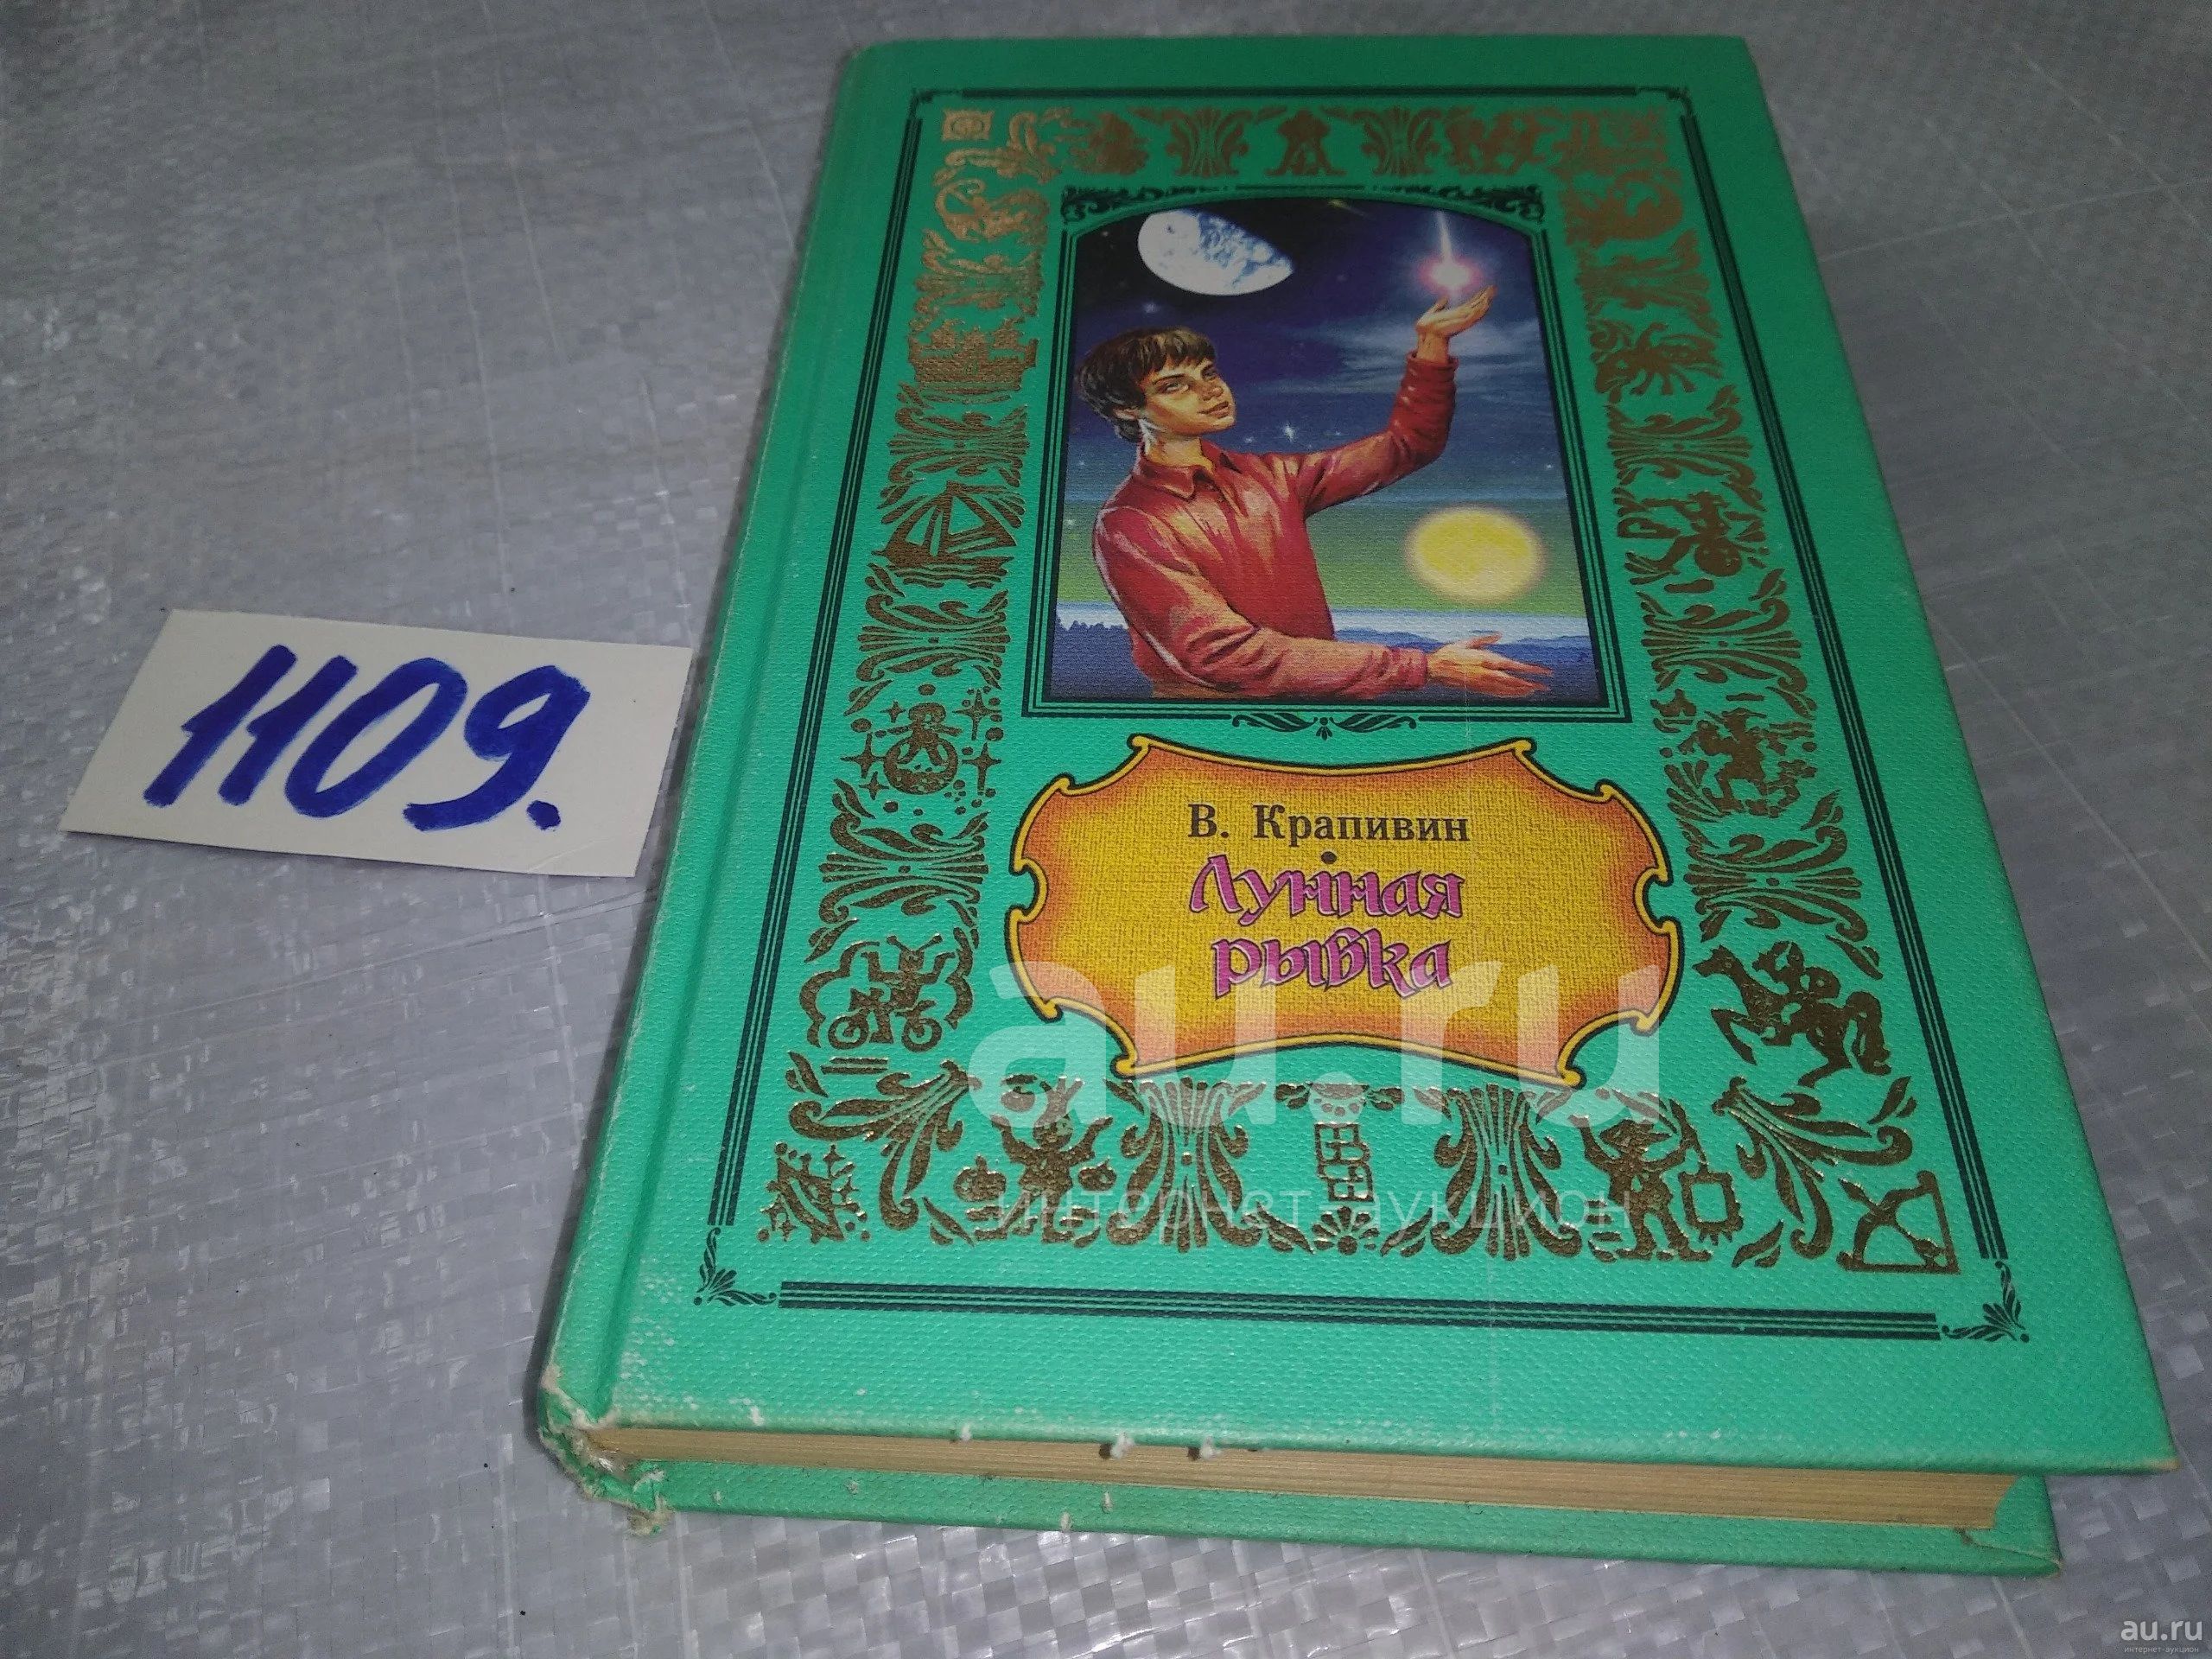 1109.
В. Крапивин
Лунная
рыбка
au.ru
интернет-аукцион
au.ru
интернет-аукцион